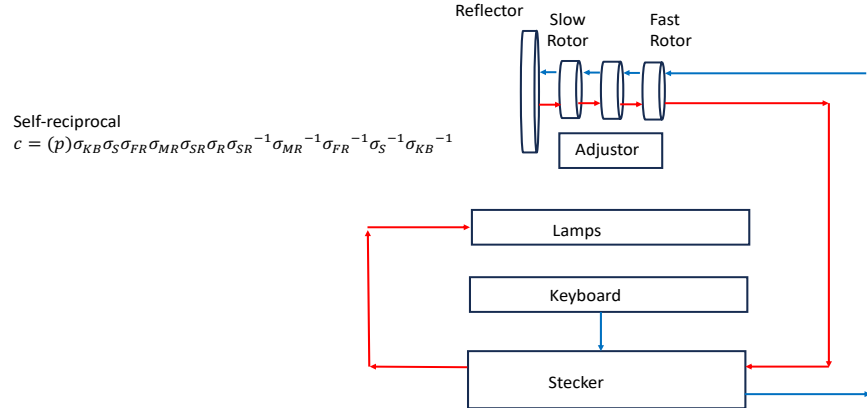 Reflector
Slow
Rotor
Fast
Rotor
Self-reciprocal
c = (p)σ_KB σ_S σ_FR σ_MR σ_SR σ_R σ_SR⁻¹ σ_MR⁻¹ σ_FR⁻¹ σ_S⁻¹ σ_KB⁻¹
Adjustor
Lamps
Keyboard
Stecker